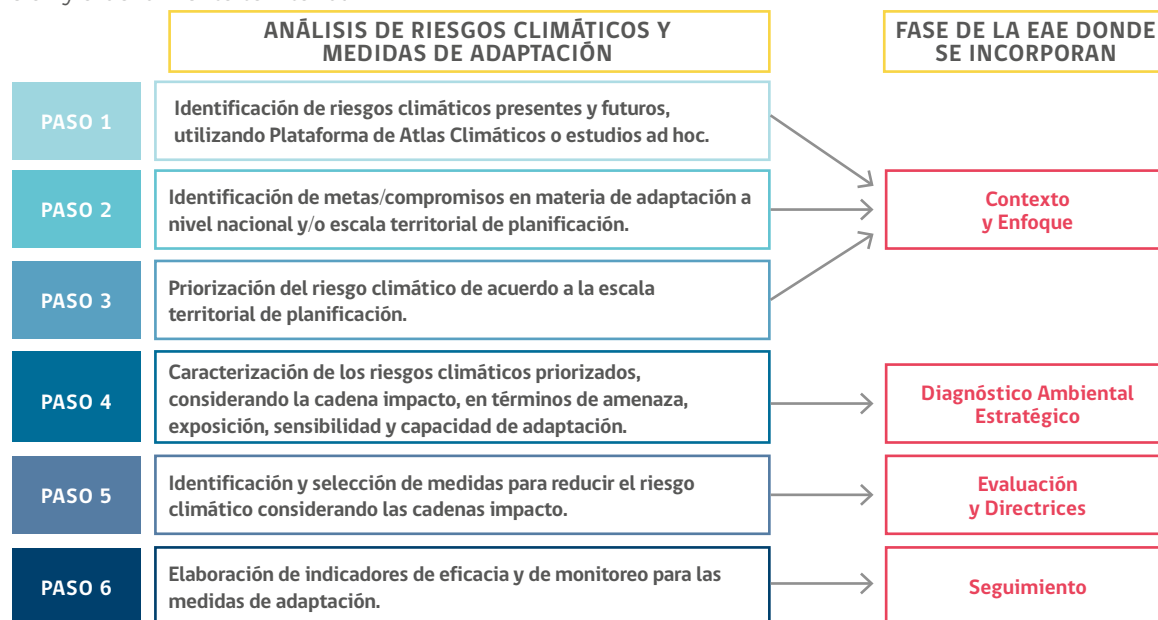 ANÁLISIS DE RIESGOS CLIMÁTICOS Y
MEDIDAS DE ADAPTACIÓN
FASE DE LA EAE DONDE
SE INCORPORAN
PASO 1
Identificación de riesgos climáticos presentes y futuros,
utilizando Plataforma de Atlas Climáticos o estudios ad hoc.
PASO 2
Identificación de metas/compromisos en materia de adaptación a
nivel nacional y/o escala territorial de planificación.
Contexto
y Enfoque
PASO 3
Priorización del riesgo climático de acuerdo a la escala
territorial de planificación.
PASO 4
Caracterización de los riesgos climáticos priorizados,
considerando la cadena impacto, en términos de amenaza,
exposición, sensibilidad y capacidad de adaptación.
Diagnóstico Ambiental
Estratégico
PASO 5
Identificación y selección de medidas para reducir el riesgo
climático considerando las cadenas impacto.
Evaluación
y Directrices
PASO 6
Elaboración de indicadores de eficacia y de monitoreo para las
medidas de adaptación.
Seguimiento